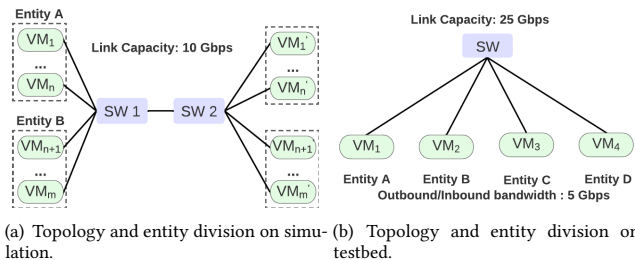 Entity A
VM1
...
VMn
Entity B
VMn+1
...
VMm
Link Capacity: 10 Gbps
SW 1
SW 2
VM1'
...
VMn'
VMn+1
...
VMm'
Link Capacity: 25 Gbps
SW
VM1
VM2
VM3
VM4
Entity A
Entity B
Entity C
Entity D
Outbound/Inbound bandwidth : 5 Gbps
(a) Topology and entity division on simu-
lation.
(b) Topology and entity division on
testbed.